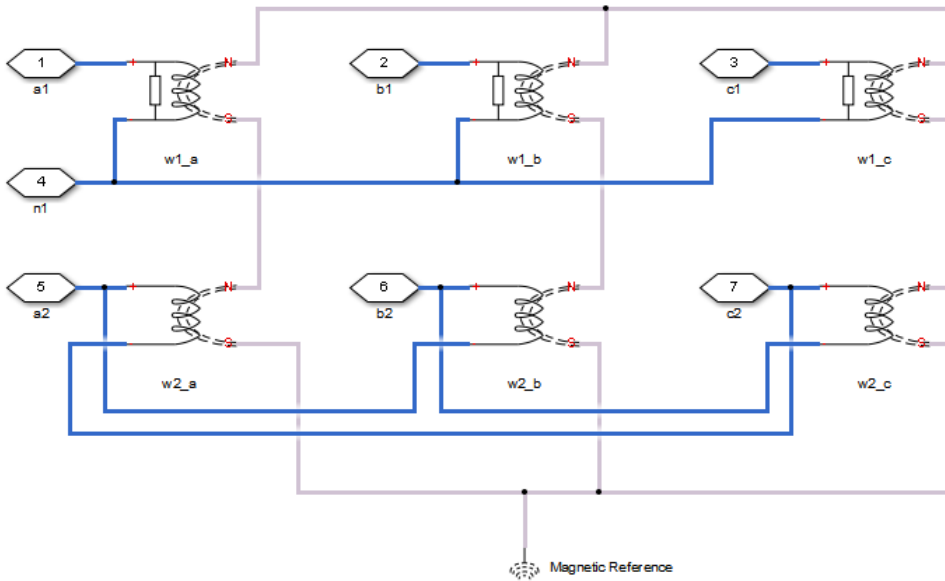 1 + N 2 + N 3 + N
a1 b1 c1
S S S
w1_a w1_b w1_c
4
n1
5 + N 6 + N 7 + N
a2 b2 c2
S S S
w2_a w2_b w2_c
Magnetic Reference